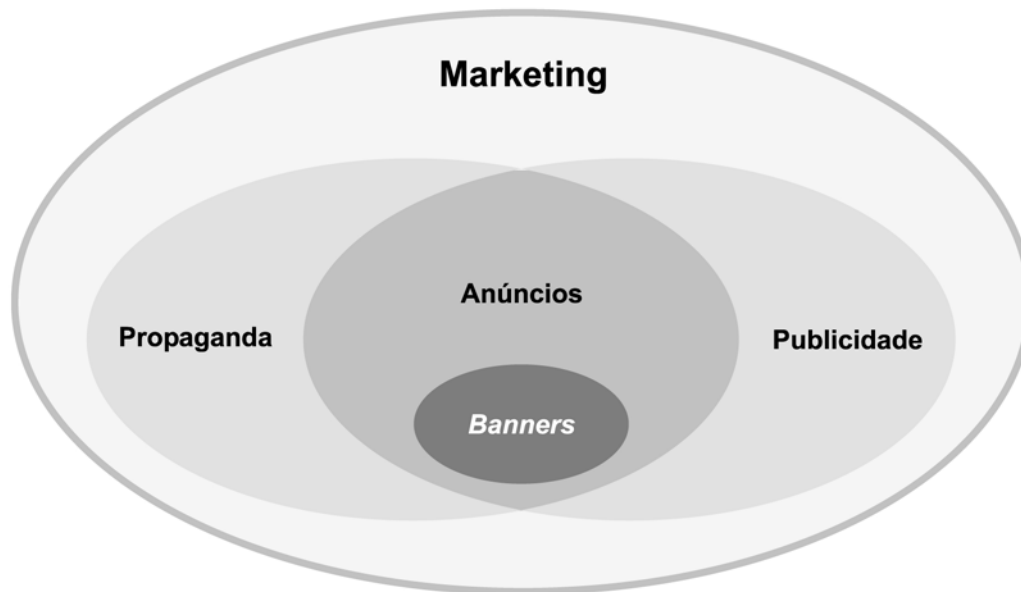 Marketing
Anúncios
Propaganda
Publicidade
Banners